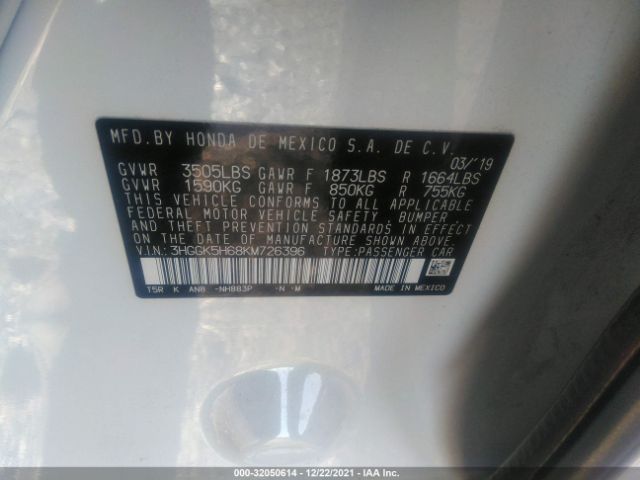 MFD.BY HONDA DE MEXICO S.A. DE C.V.
03/'19
GVWR 3505LBS GAWR F 1873LBS R 1664LBS
GVWR 1590KG GAWR F 850KG R 755KG
THIS VEHICLE CONFORMS TO ALL APPLICABLE
FEDERAL MOTOR VEHICLE SAFETY BUMPER
AND THEFT PREVENTION STANDARDS IN EFFECT
ON THE DATE OF MANUFACTURE SHOWN ABOVE.
V.I.N: 3HGGK5H68KM726396 TYPE:PASSENGER CAR
T5R K AN8 -NH883P -N -M MADE IN MEXICO
000-32050614 - 12/22/2021 - IAA Inc.